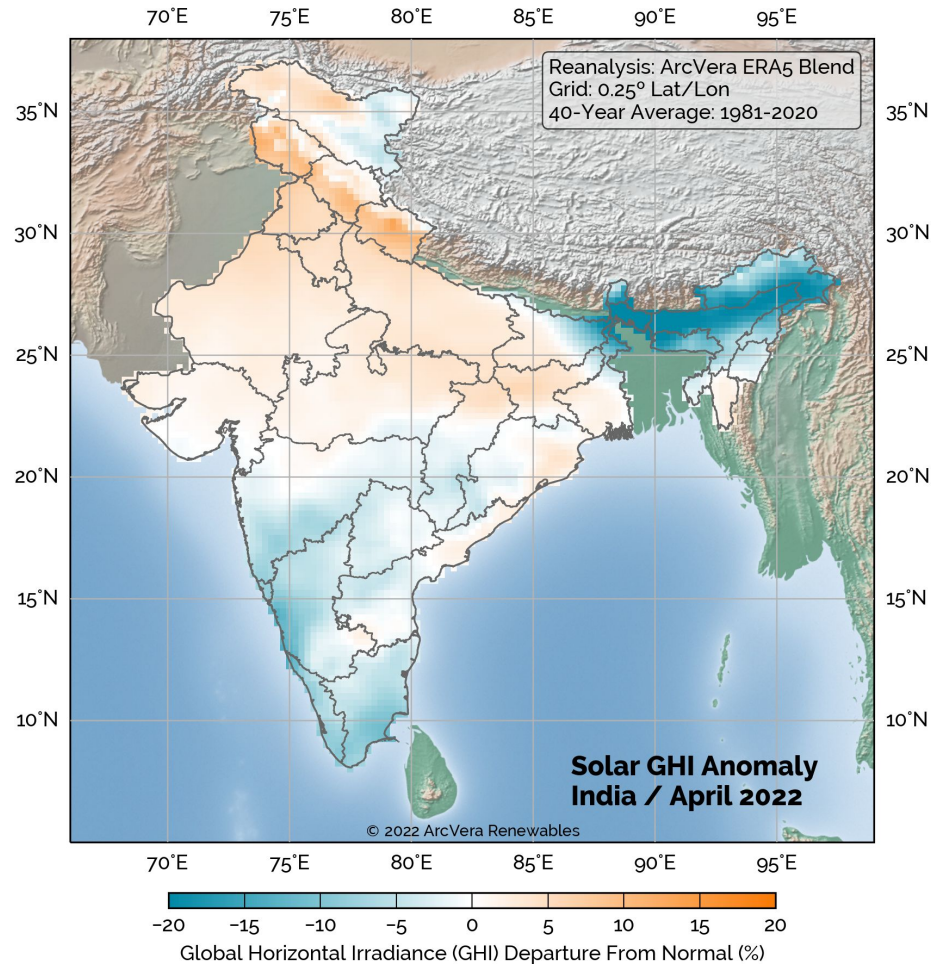 70°E 75°E 80°E 85°E 90°E 95°E
Reanalysis: ArcVera ERA5 Blend
Grid: 0.25º Lat/Lon
40-Year Average: 1981-2020
35°N 35°N
30°N 30°N
25°N 25°N
20°N 20°N
15°N 15°N
10°N 10°N
Solar GHI Anomaly
India / April 2022
© 2022 ArcVera Renewables
70°E 75°E 80°E 85°E 90°E 95°E
−20 −15 −10 −5 0 5 10 15 20
Global Horizontal Irradiance (GHI) Departure From Normal (%)